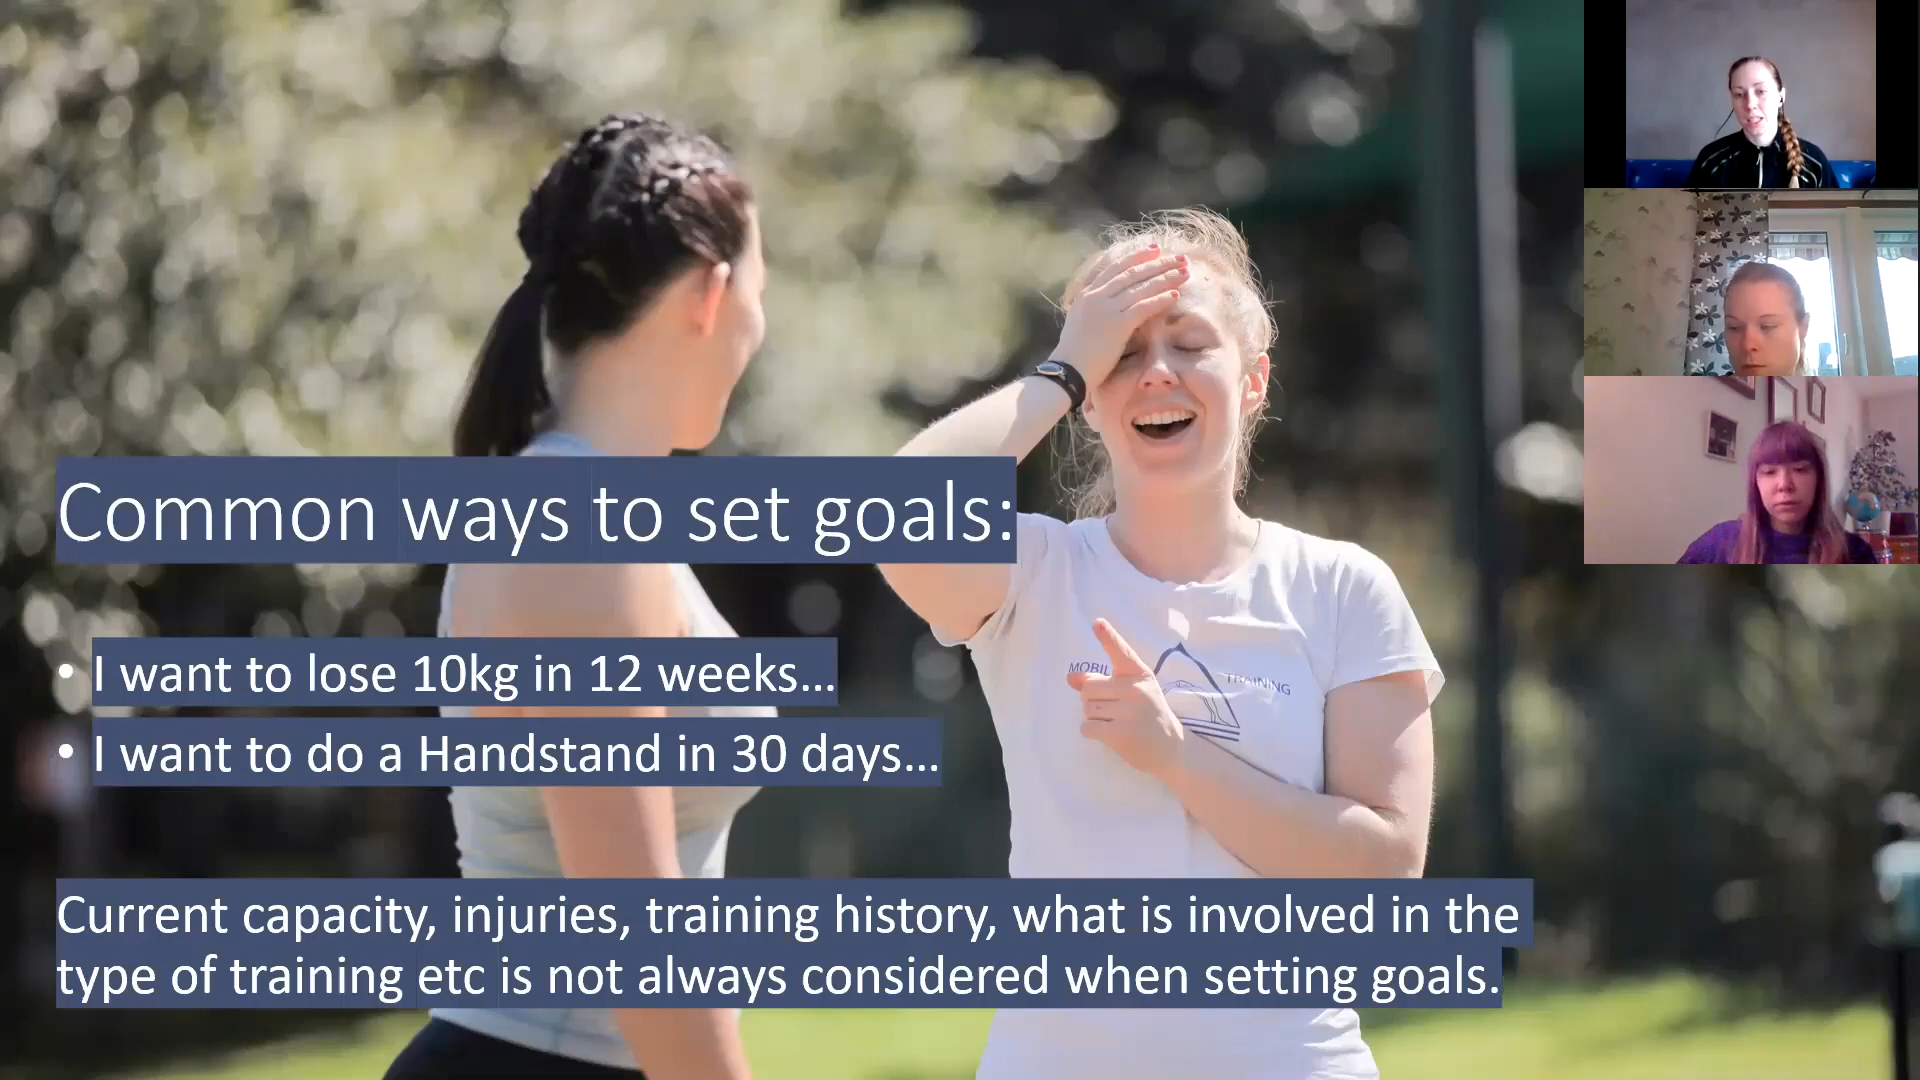 Common ways to set goals:
• I want to lose 10kg in 12 weeks...
• I want to do a Handstand in 30 days...
MOBIL
TRAINING
Current capacity, injuries, training history, what is involved in the
type of training etc is not always considered when setting goals.